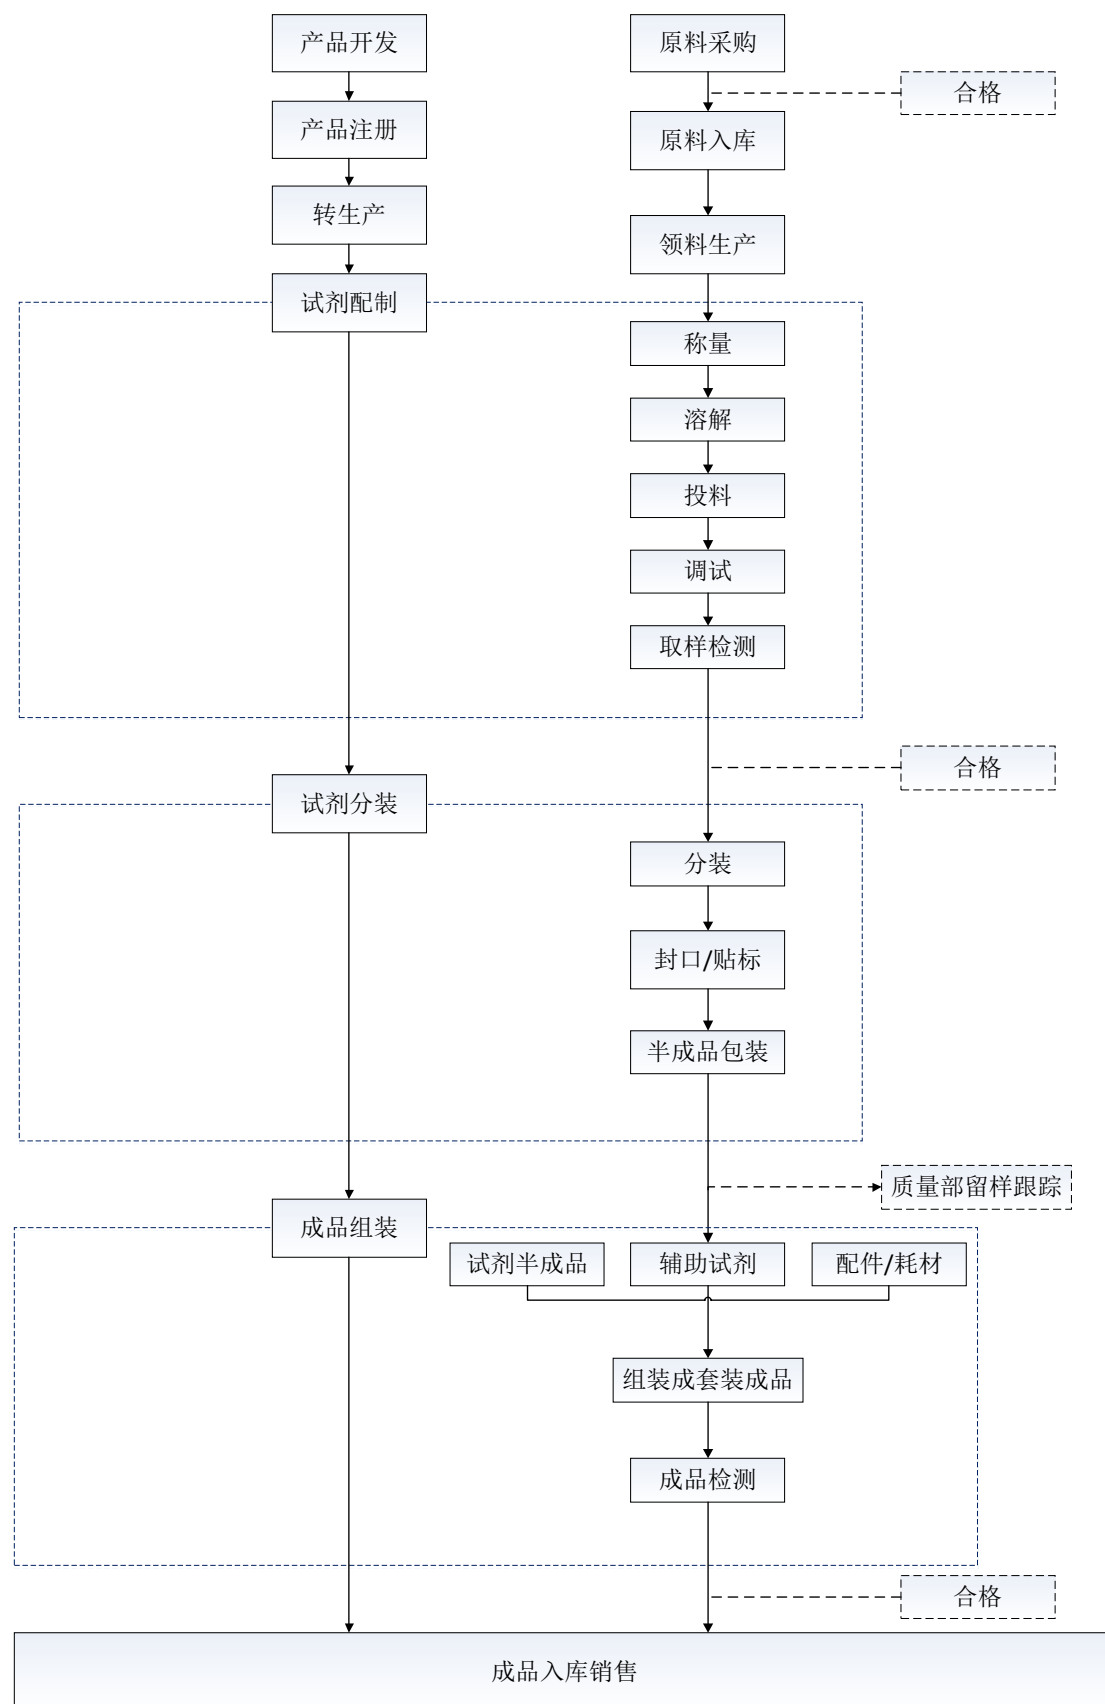 产品开发
原料采购
合格
产品注册
原料入库
转生产
领料生产
试剂配制
称量
溶解
投料
调试
取样检测
合格
试剂分装
分装
封口/贴标
半成品包装
质量部留样跟踪
成品组装
试剂半成品
辅助试剂
配件/耗材
组装成套装成品
成品检测
合格
成品入库销售